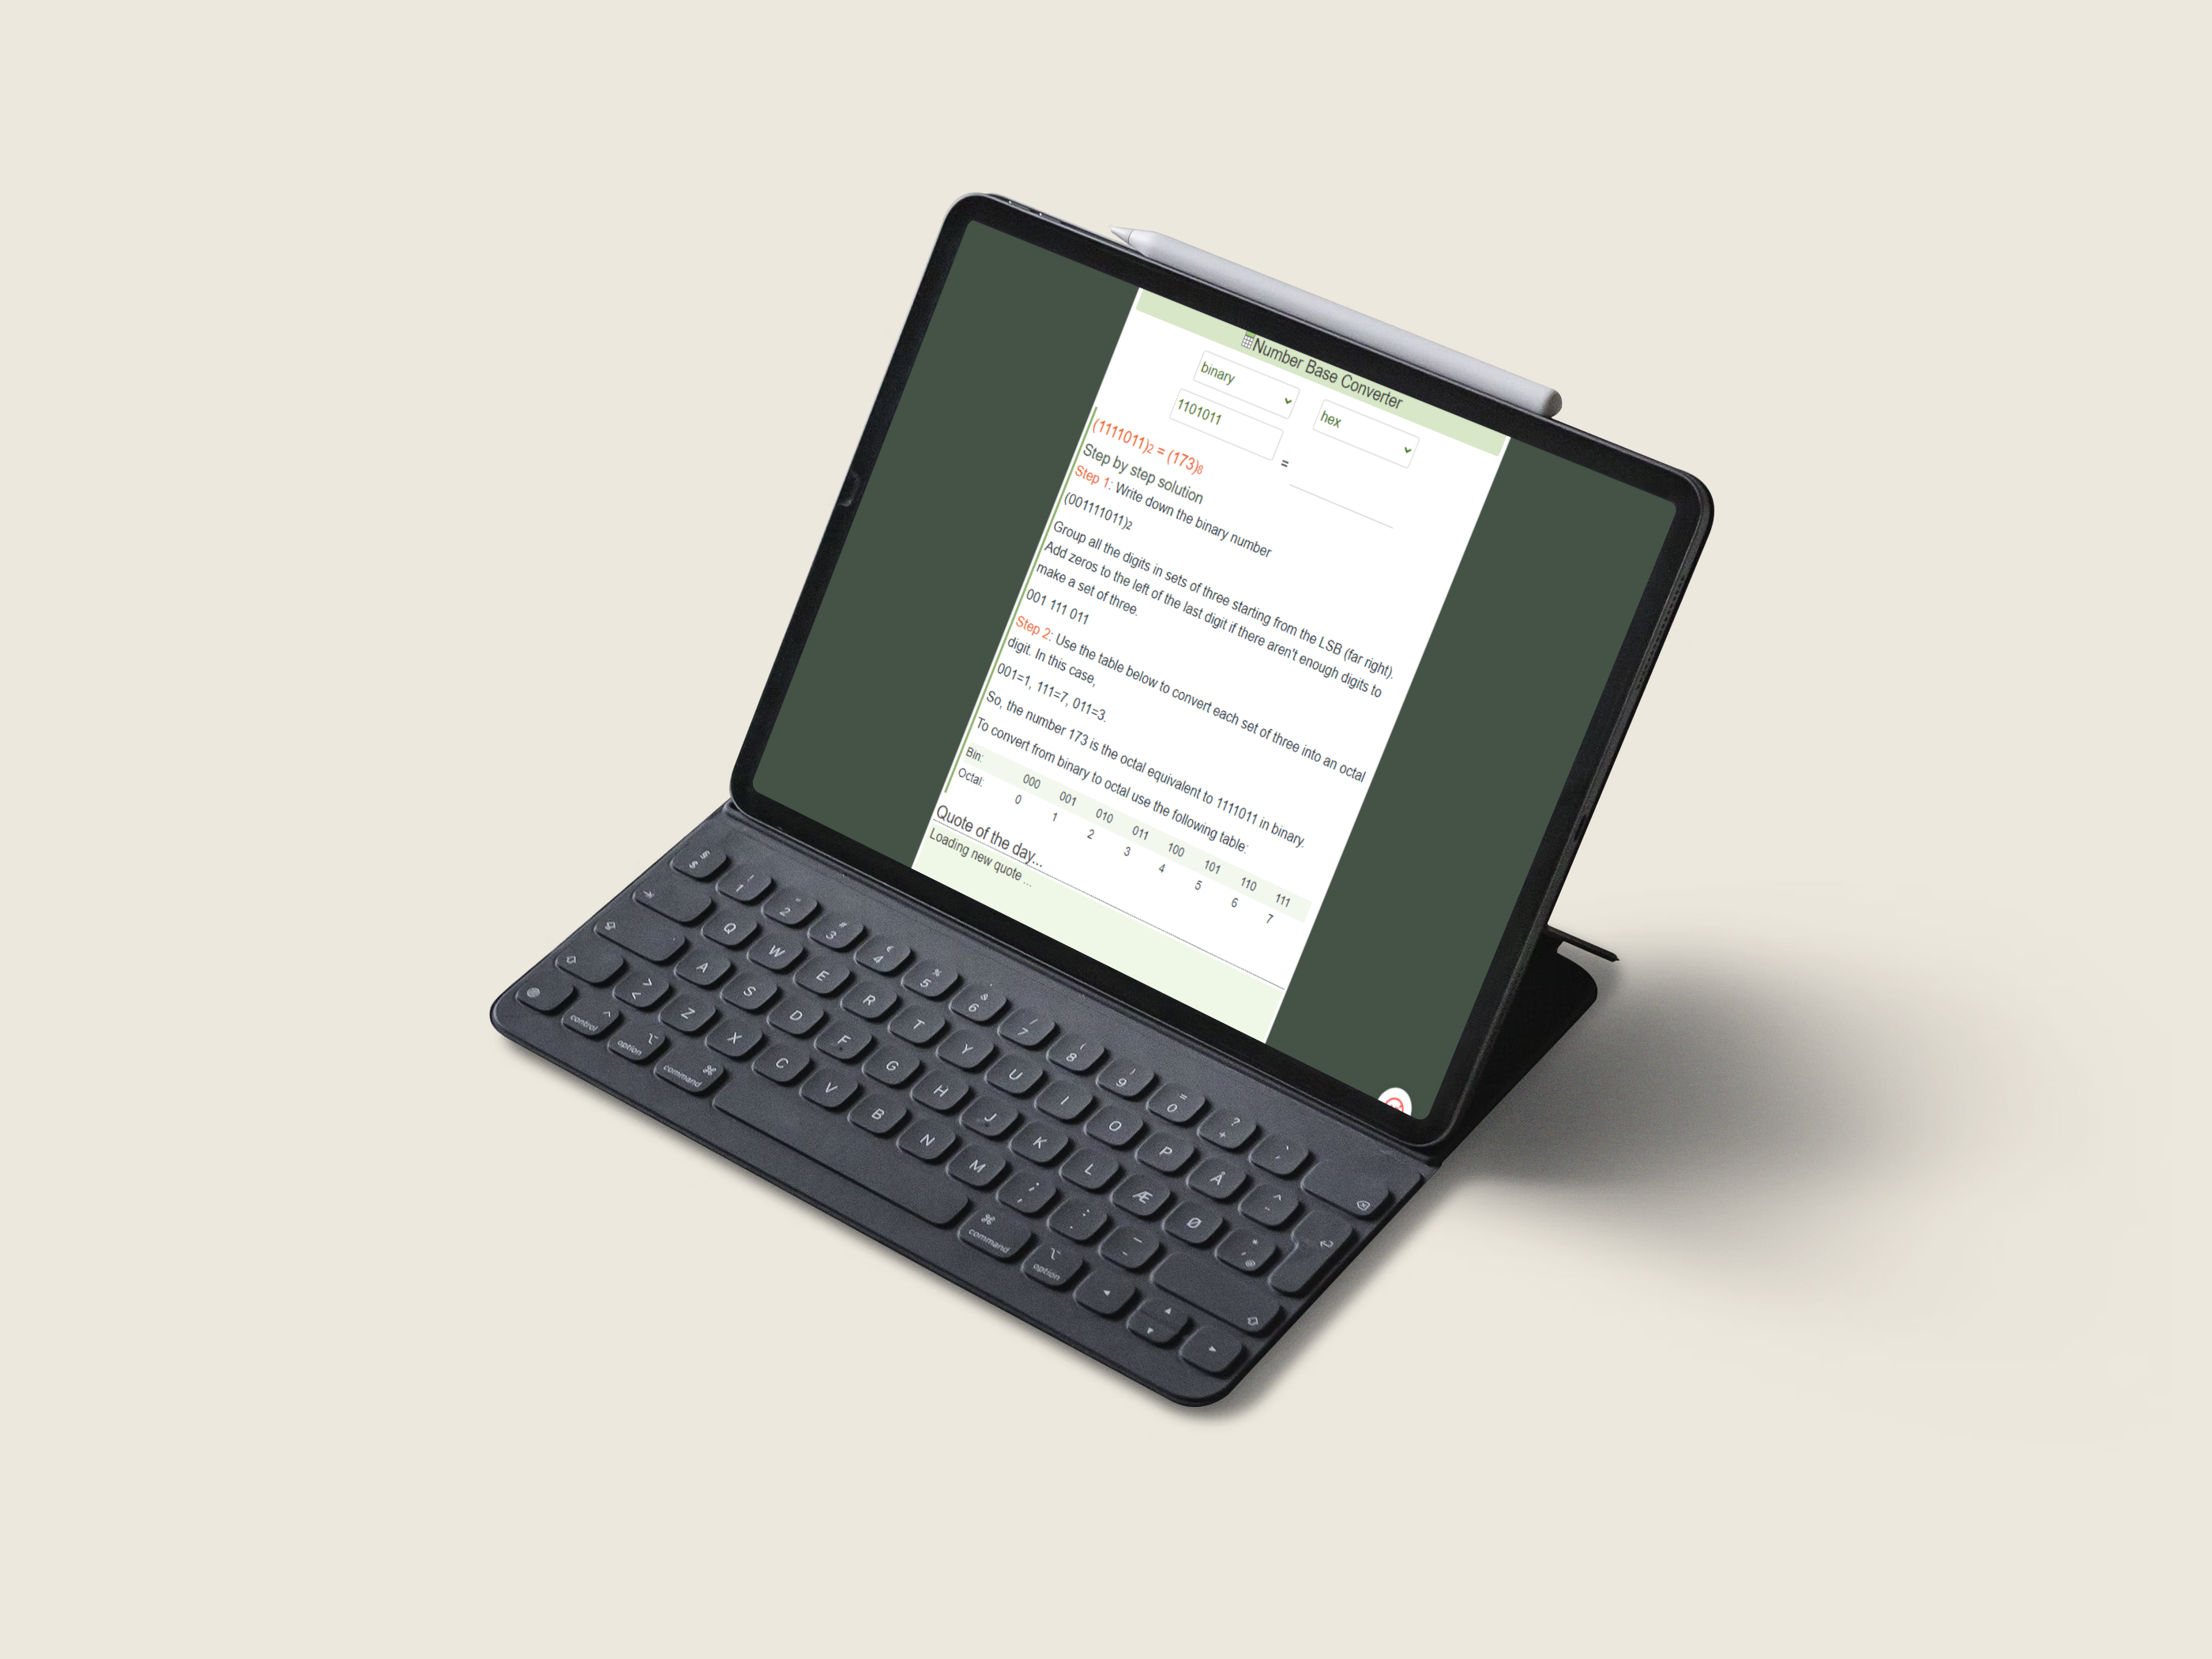 Number Base Converter
binary
hex
1101011
=
(1111011)2 = (173)8
Step by step solution
Step 1: Write down the binary number
(001111011)2
Group all the digits in sets of three starting from the LSB (far right).
Add zeros to the left of the last digit if there aren't enough digits to
make a set of three.
001 111 011
Step 2: Use the table below to convert each set of three into an octal
digit. In this case,
001=1, 111=7, 011=3.
So, the number 173 is the octal equivalent to 1111011 in binary.
To convert from binary to octal use the following table:
Bin: 000 001 010 011 100 101 110 111
Octal: 0 1 2 3 4 5 6 7
Quote of the day...
Loading new quote ...
§ $ ! 1 " 2 # 3 € 4 % 5 & 6 / 7 ( 8 ) 9 = 0 ? + ` ´
Q W E R T Y U I O P Å ^ ¨
A S D F G H J K L Æ Ø * ' @
> < Z X C V B N M ; , : . _ -
control option command command option